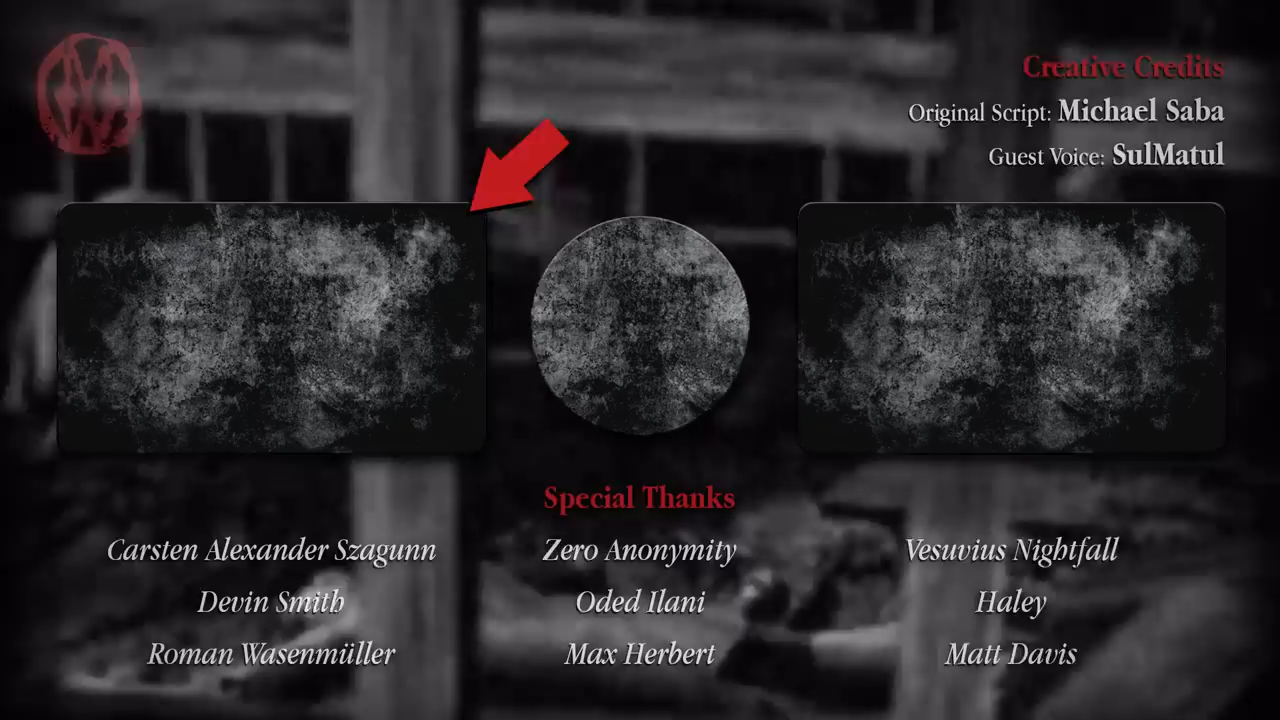 Creative Credits
Original Script: Michael Saba
Guest Voice: SulMatul
Special Thanks
Carsten Alexander Szagunn
Zero Anonymity
Vesuvius Nightfall
Devin Smith
Oded Ilani
Haley
Roman Wasenmüller
Max Herbert
Matt Davis